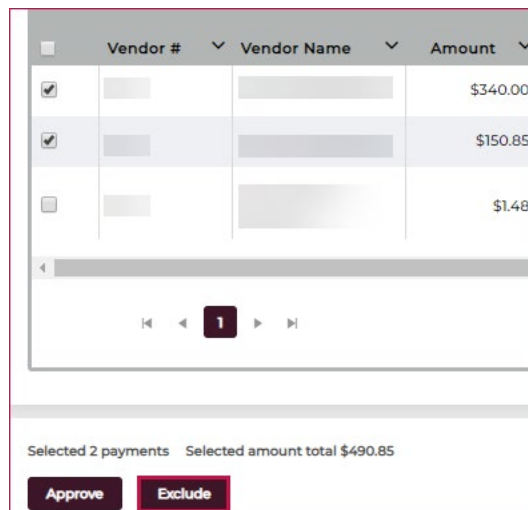 Vendor # Vendor Name Amount
$340.00
$150.85
$1.48
1
Selected 2 payments Selected amount total $490.85
Approve Exclude